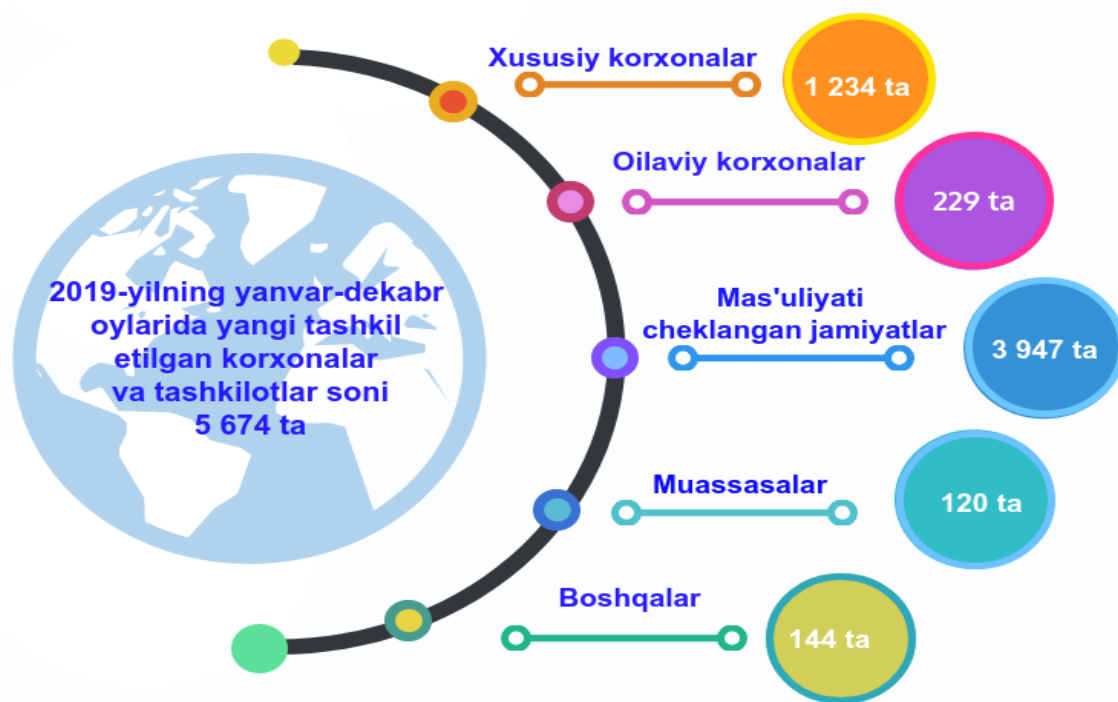 Xususiy korxonalar
1 234 ta
Oilaviy korxonalar
229 ta
2019-yilning yanvar-dekabr
oylarida yangi tashkil
etilgan korxonalar
va tashkilotlar soni
5 674 ta
Mas'uliyati
cheklangan jamiyatlar
3 947 ta
Muassasalar
120 ta
Boshqalar
144 ta